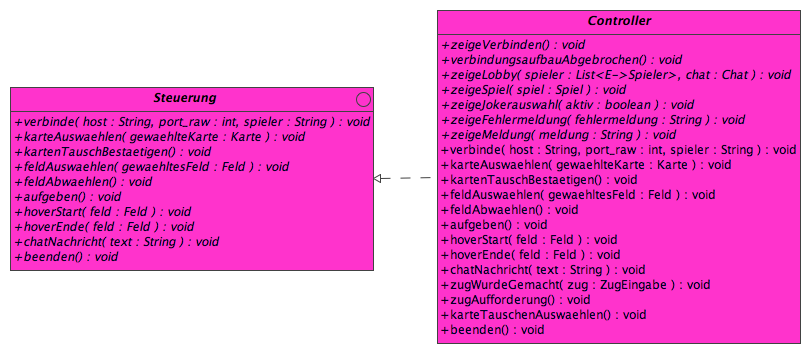 Steuerung
+verbinde( host : String, port_raw : int, spieler : String ) : void
+karteAuswaehlen( gewaehlteKarte : Karte ) : void
+kartenTauschBestaetigen() : void
+feldAuswaehlen( gewaehltesFeld : Feld ) : void
+feldAbwaehlen() : void
+aufgeben() : void
+hoverStart( feld : Feld ) : void
+hoverEnde( feld : Feld ) : void
+chatNachricht( text : String ) : void
+beenden() : void
Controller
+zeigeVerbinden() : void
+verbindungsaufbauAbgebrochen() : void
+zeigeLobby( spieler : List<E->Spieler>, chat : Chat ) : void
+zeigeSpiel( spiel : Spiel ) : void
+zeigeJokerauswahl( aktiv : boolean ) : void
+zeigeFehlermeldung( fehlermeldung : String ) : void
+zeigeMeldung( meldung : String ) : void
+verbinde( host : String, port_raw : int, spieler : String ) : void
+karteAuswaehlen( gewaehlteKarte : Karte ) : void
+kartenTauschBestaetigen() : void
+feldAuswaehlen( gewaehltesFeld : Feld ) : void
+feldAbwaehlen() : void
+aufgeben() : void
+hoverStart( feld : Feld ) : void
+hoverEnde( feld : Feld ) : void
+chatNachricht( text : String ) : void
+zugWurdeGemacht( zug : ZugEingabe ) : void
+zugAufforderung() : void
+karteTauschenAuswaehlen() : void
+beenden() : void